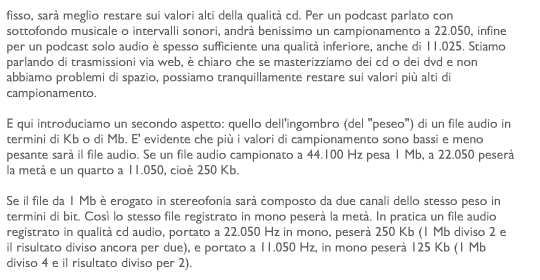 fisso, sarà meglio restare sui valori alti della qualità cd. Per un podcast parlato con
sottofondo musicale o intervalli sonori, andrà benissimo un campionamento a 22.050, infine
per un podcast solo audio è spesso sufficiente una qualità inferiore, anche di 11.025. Stiamo
parlando di trasmissioni via web, è chiaro che se masterizziamo dei cd o dei dvd e non
abbiamo problemi di spazio, possiamo tranquillamente restare sui valori più alti di
campionamento.
E qui introduciamo un secondo aspetto: quello dell'ingombro (del "peseo") di un file audio in
termini di Kb o di Mb. E' evidente che più i valori di campionamento sono bassi e meno
pesante sarà il file audio. Se un file audio campionato a 44.100 Hz pesa 1 Mb, a 22.050 peserà
la metà e un quarto a 11.050, cioè 250 Kb.
Se il file da 1 Mb è erogato in stereofonia sarà composto da due canali dello stesso peso in
termini di bit. Così lo stesso file registrato in mono peserà la metà. In pratica un file audio
registrato in qualità cd audio, portato a 22.050 Hz in mono, peserà 250 Kb (1 Mb diviso 2 e
il risultato diviso ancora per due), e portato a 11.050 Hz, in mono peserà 125 Kb (1 Mb
diviso 4 e il risultato diviso per 2).